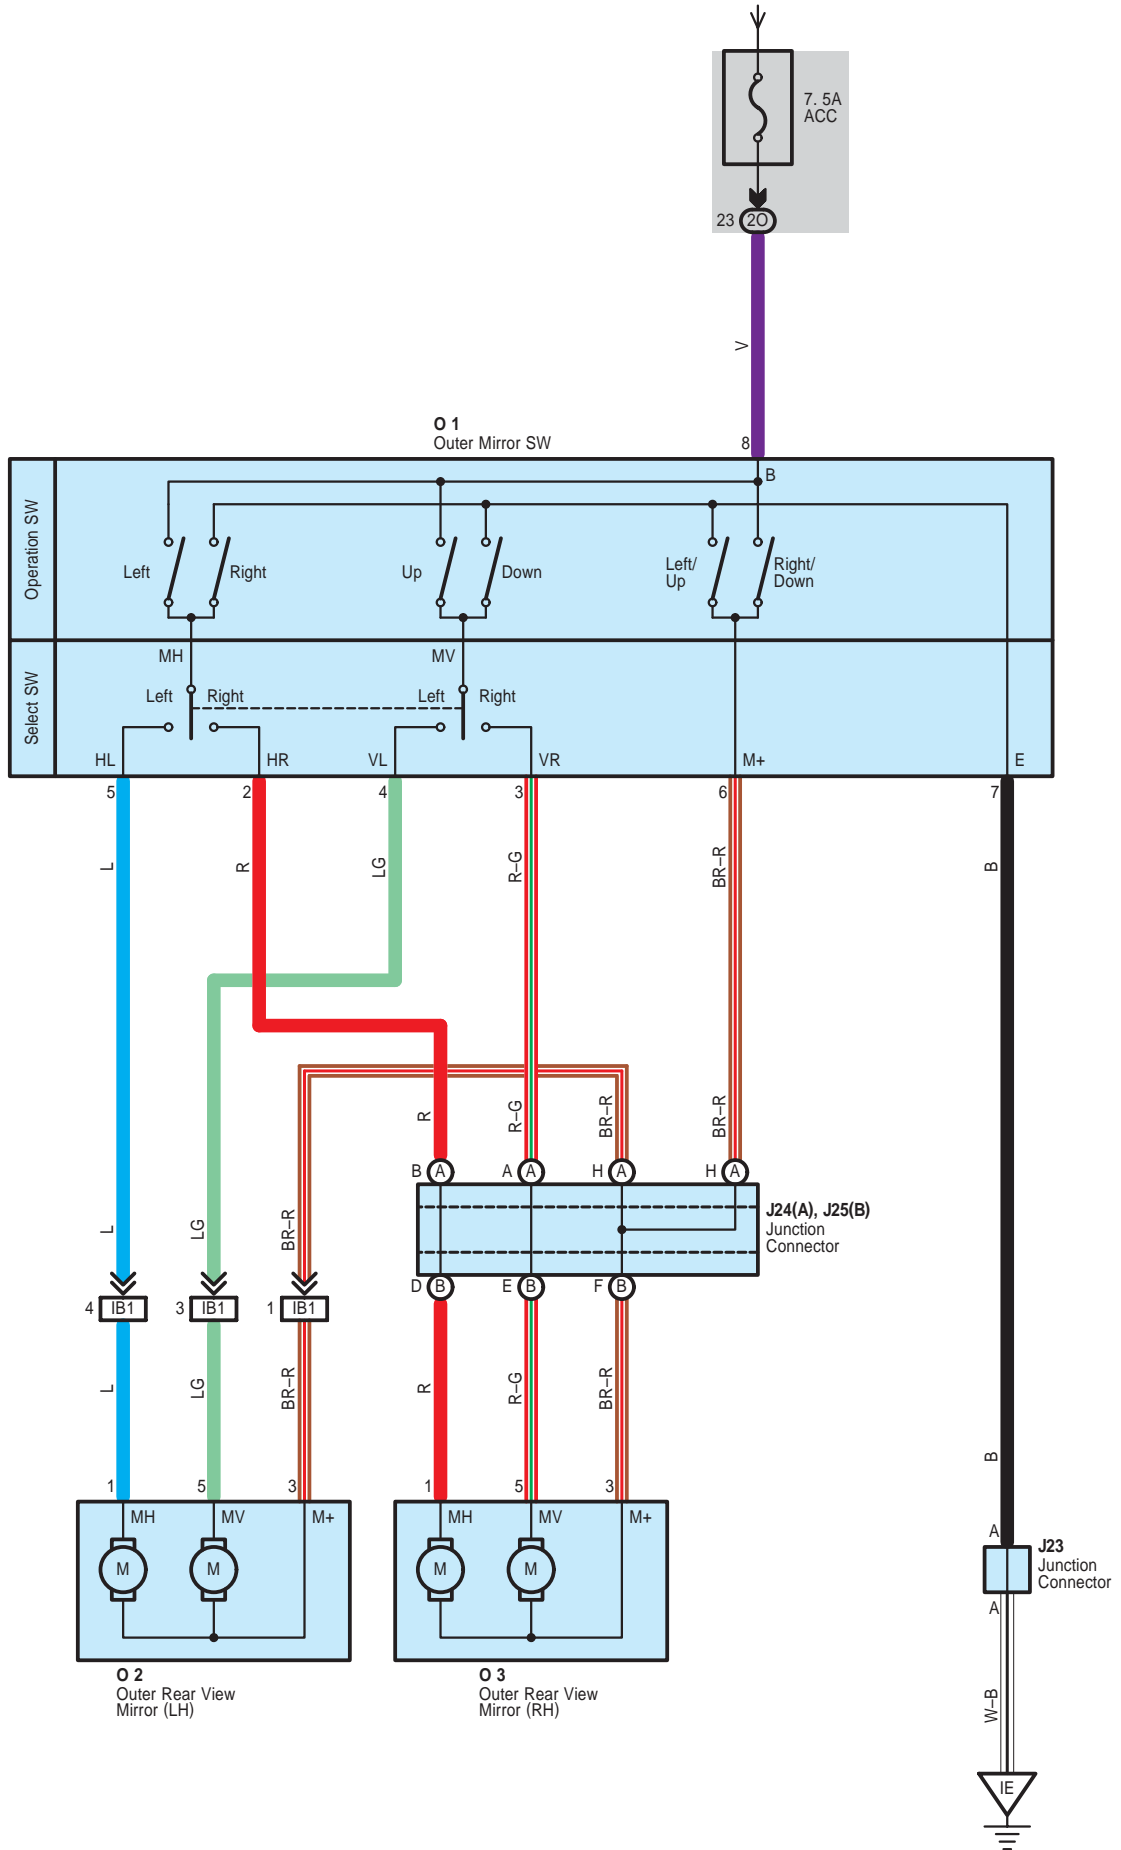 7. 5A
ACC
23 2O
V
O 1
Outer Mirror SW
8
B
Operation SW
Left Right Up Down Left/
Up Right/
Down
Select SW
MH MV
Left Right Left Right
HL HR VL VR M+ E
5 2 4 3 6 7
L R LG R–G BR–R B
R R–G BR–R BR–R
B A A A H A H A
J24(A), J25(B)
Junction
Connector
L LG BR–R
D B E B F B
4 IB1 3 IB1 1 IB1
L LG BR–R R R–G BR–R
B
1 5 3 1 5 3
MH MV M+ MH MV M+
M M M M
A
J23
Junction
Connector
A
O 2
Outer Rear View
Mirror (LH)
O 3
Outer Rear View
Mirror (RH)
W–B
IE